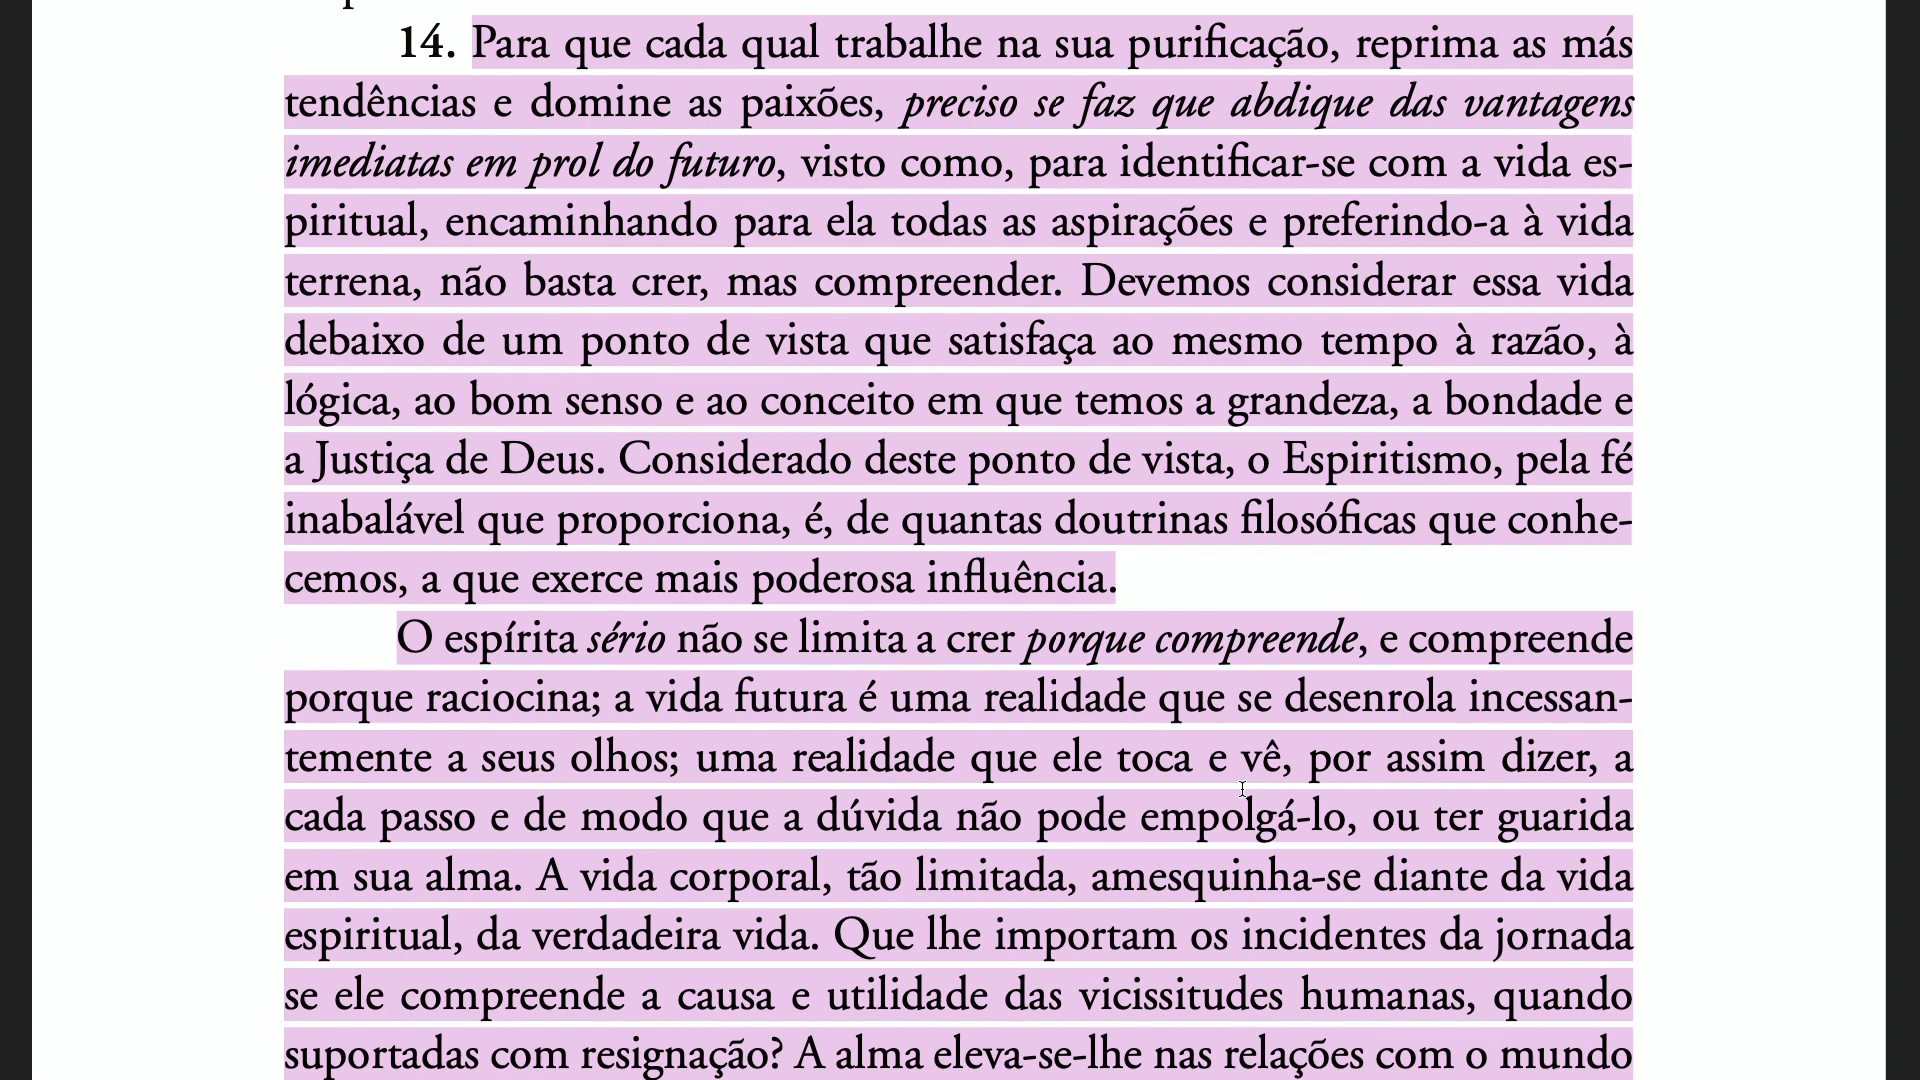 14. Para que cada qual trabalhe na sua purificação, reprima as más
tendências e domine as paixões, preciso se faz que abdique das vantagens
imediatas em prol do futuro, visto como, para identificar-se com a vida es-
piritual, encaminhando para ela todas as aspirações e preferindo-a à vida
terrena, não basta crer, mas compreender. Devemos considerar essa vida
debaixo de um ponto de vista que satisfaça ao mesmo tempo à razão, à
lógica, ao bom senso e ao conceito em que temos a grandeza, a bondade e
a Justiça de Deus. Considerado deste ponto de vista, o Espiritismo, pela fé
inabalável que proporciona, é, de quantas doutrinas filosóficas que conhe-
cemos, a que exerce mais poderosa influência.
O espírita sério não se limita a crer porque compreende, e compreende
porque raciocina; a vida futura é uma realidade que se desenrola incessan-
temente a seus olhos; uma realidade que ele toca e vê, por assim dizer, a
cada passo e de modo que a dúvida não pode empolgá-lo, ou ter guarida
em sua alma. A vida corporal, tão limitada, amesquinha-se diante da vida
espiritual, da verdadeira vida. Que lhe importam os incidentes da jornada
se ele compreende a causa e utilidade das vicissitudes humanas, quando
suportadas com resignação? A alma eleva-se-lhe nas relações com o mundo